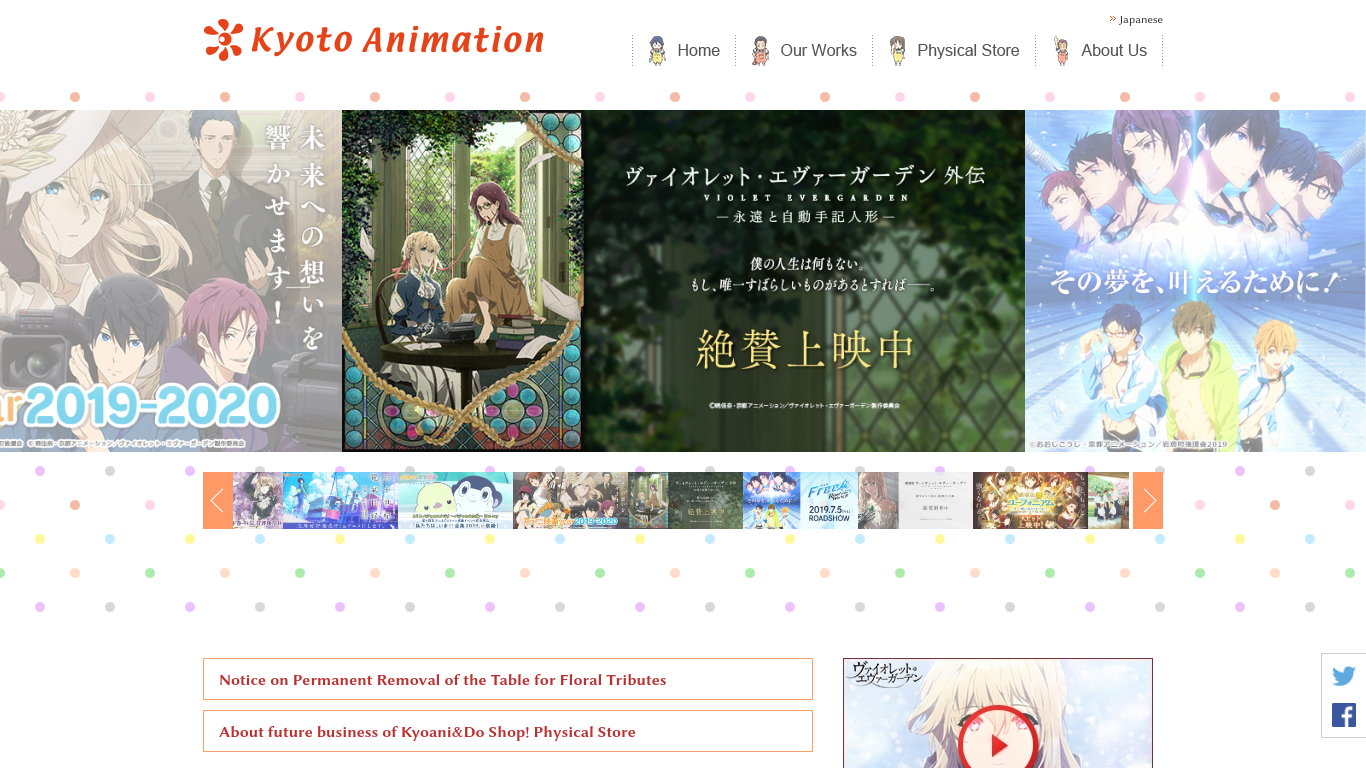 Kyoto Animation
Japanese
Home
Our Works
Physical Store
About Us
未来への想いを
響かせます!
ar2019-2020
ヴァイオレット・エヴァーガーデン 外伝
VIOLET EVERGARDEN
―永遠と自動手記人形―
僕の人生は何もない。
もし、唯一すばらしいものがあるとすれば――。
絶賛上映中
©暁佳奈・京都アニメーション/ヴァイオレット・エヴァーガーデン製作委員会
その夢を、叶えるために!
©おおじこうじ・京都アニメーション/岩鳶町後援会2019
2019-2020
絶賛上映中
Free!
2019.7.5
ROADSHOW
Notice on Permanent Removal of the Table for Floral Tributes
About future business of Kyoani&Do Shop! Physical Store
ヴァイオレット・
エヴァーガーデン